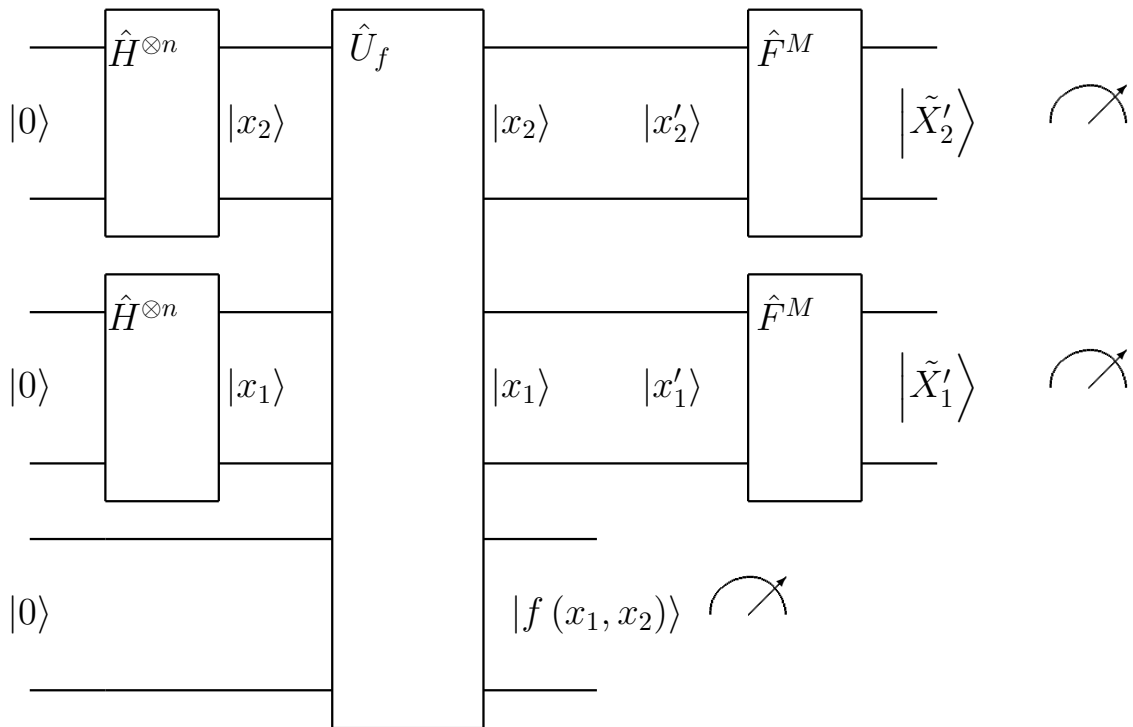 Ĥ^{⊗n} Û_f F̂^M
|0⟩ |x_2⟩ |x_2⟩ |x'_2⟩ |X̃'_2⟩
Ĥ^{⊗n} F̂^M
|0⟩ |x_1⟩ |x_1⟩ |x'_1⟩ |X̃'_1⟩
|0⟩ |f (x_1, x_2)⟩